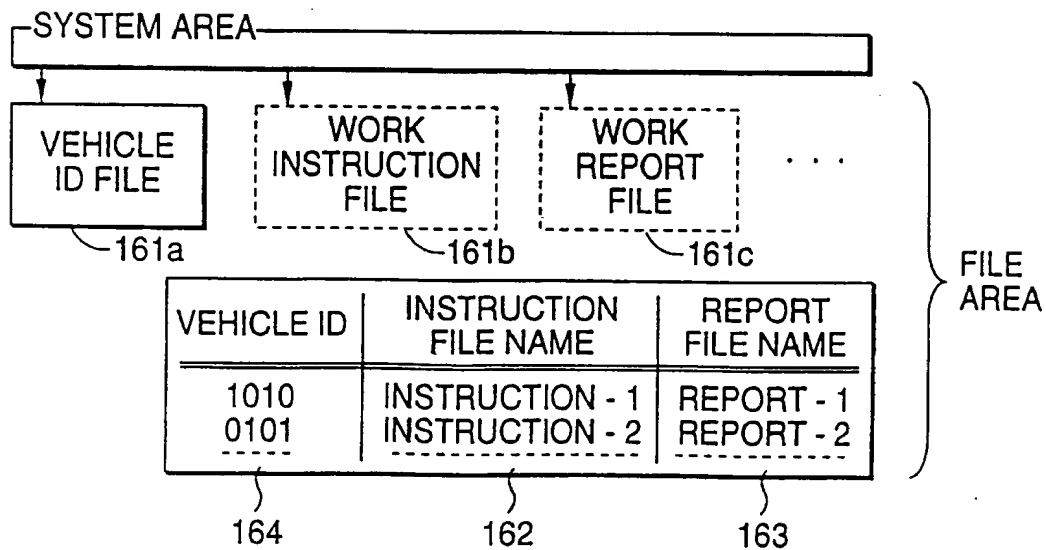 SYSTEM AREA
VEHICLE
ID FILE
WORK
INSTRUCTION
FILE
WORK
REPORT
FILE
. . .
161a
161b
161c
FILE
AREA
VEHICLE ID
INSTRUCTION
FILE NAME
REPORT
FILE NAME
1010 INSTRUCTION - 1 REPORT - 1
0101 INSTRUCTION - 2 REPORT - 2
164 162 163